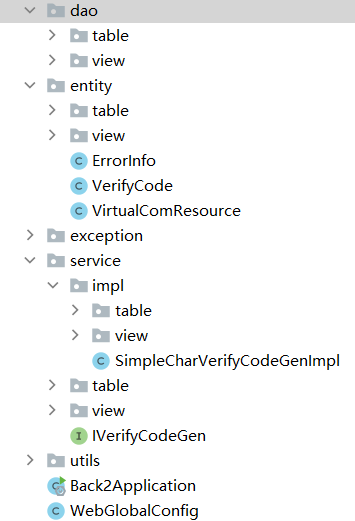 dao
table
view
entity
table
view
C ErrorInfo
C VerifyCode
C VirtualComResource
exception
service
impl
table
view
C SimpleCharVerifyCodeGenImpl
table
view
I IVerifyCodeGen
utils
C Back2Application
C WebGlobalConfig